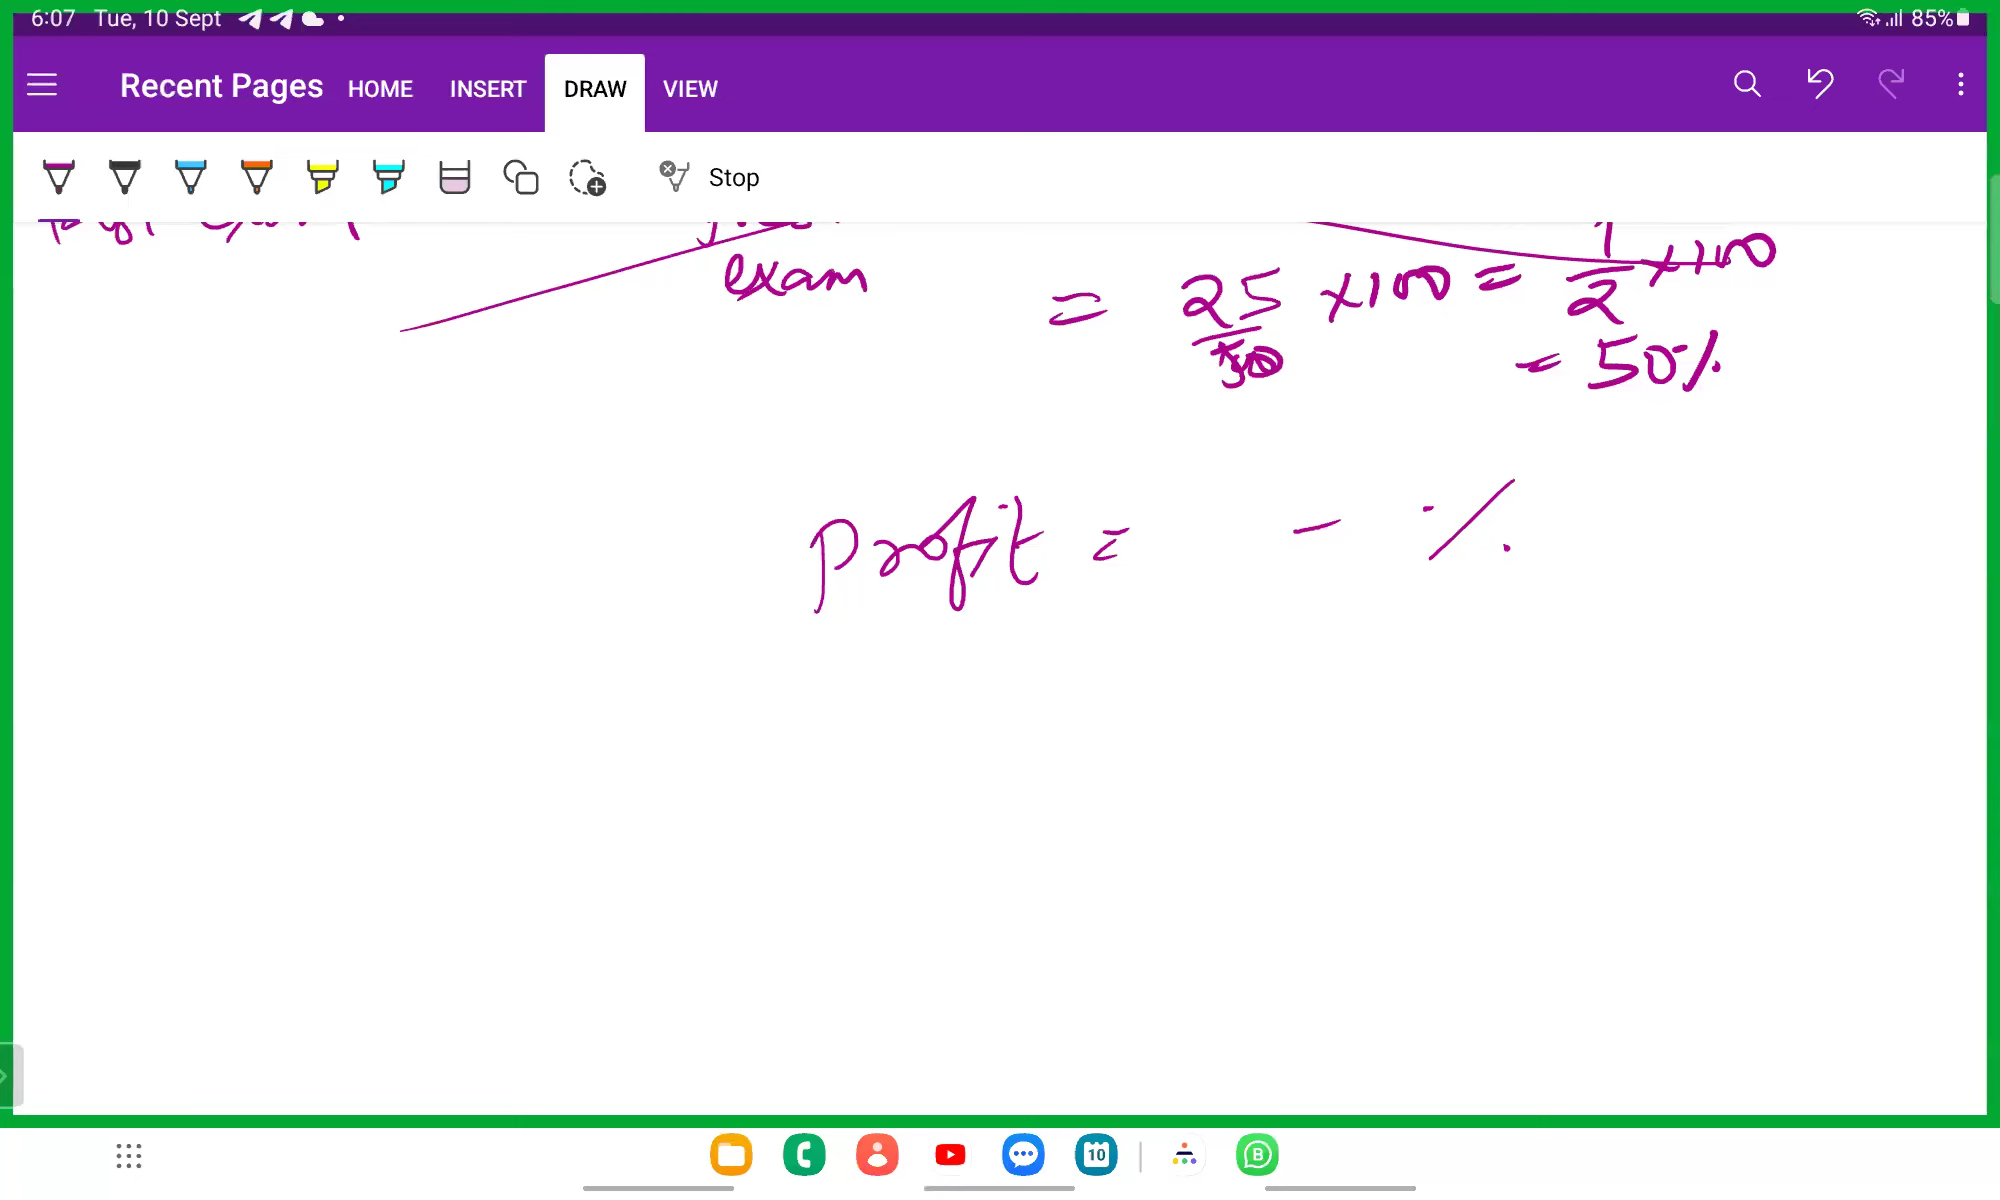 6:07 Tue, 10 Sept 85%
Recent Pages HOME INSERT DRAW VIEW
Stop
exam
= 25/50 ×100 = 1/2 ×100
= 50%
Profit = - %
10
B